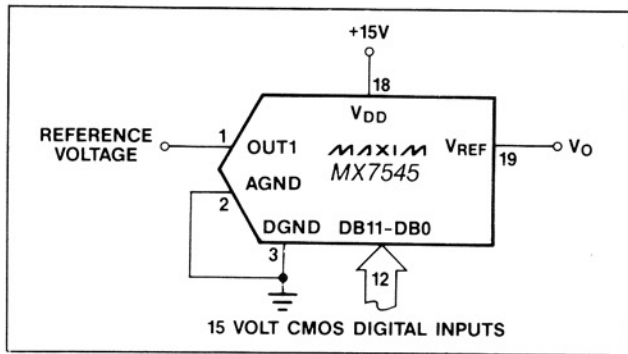 +15V
18
VDD
REFERENCE
VOLTAGE
1
OUT1
MAXIM
MX7545
VREF
19
VO
AGND
2
DGND
DB11-DB0
3
12
15 VOLT CMOS DIGITAL INPUTS